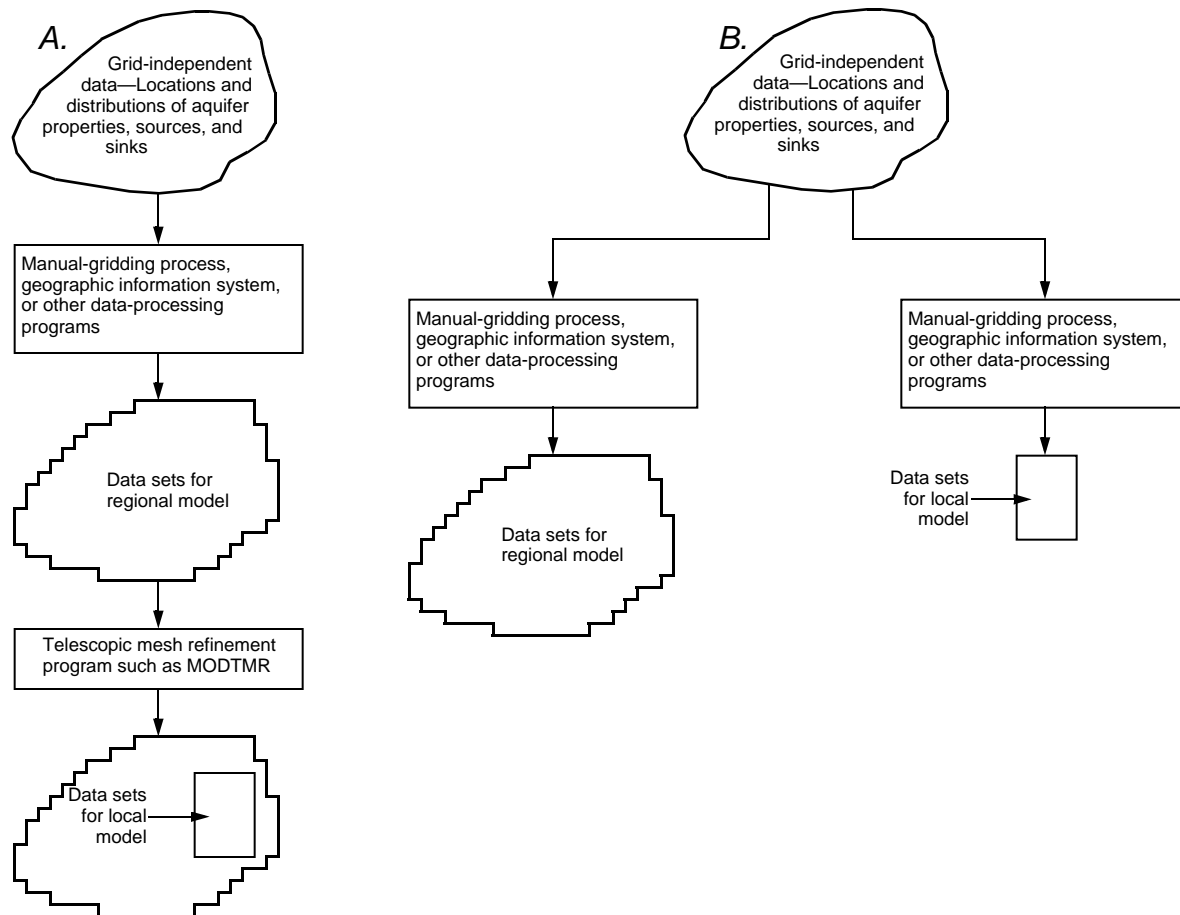 A.
Grid-independent
data—Locations and
distributions of aquifer
properties, sources, and
sinks
Manual-gridding process,
geographic information system,
or other data-processing
programs
Data sets for
regional model
Telescopic mesh refinement
program such as MODTMR
Data sets
for local
model
B.
Grid-independent
data—Locations and
distributions of aquifer
properties, sources, and
sinks
Manual-gridding process,
geographic information system,
or other data-processing
programs
Data sets for
regional model
Manual-gridding process,
geographic information system,
or other data-processing
programs
Data sets
for local
model